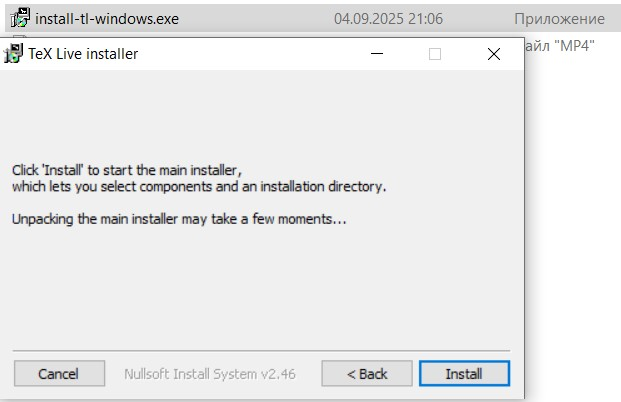 install-tl-windows.exe 04.09.2025 21:06 Приложение
TeX Live installer
айл "MP4"
Click 'Install' to start the main installer,
which lets you select components and an installation directory.
Unpacking the main installer may take a few moments...
Cancel Nullsoft Install System v2.46 < Back Install